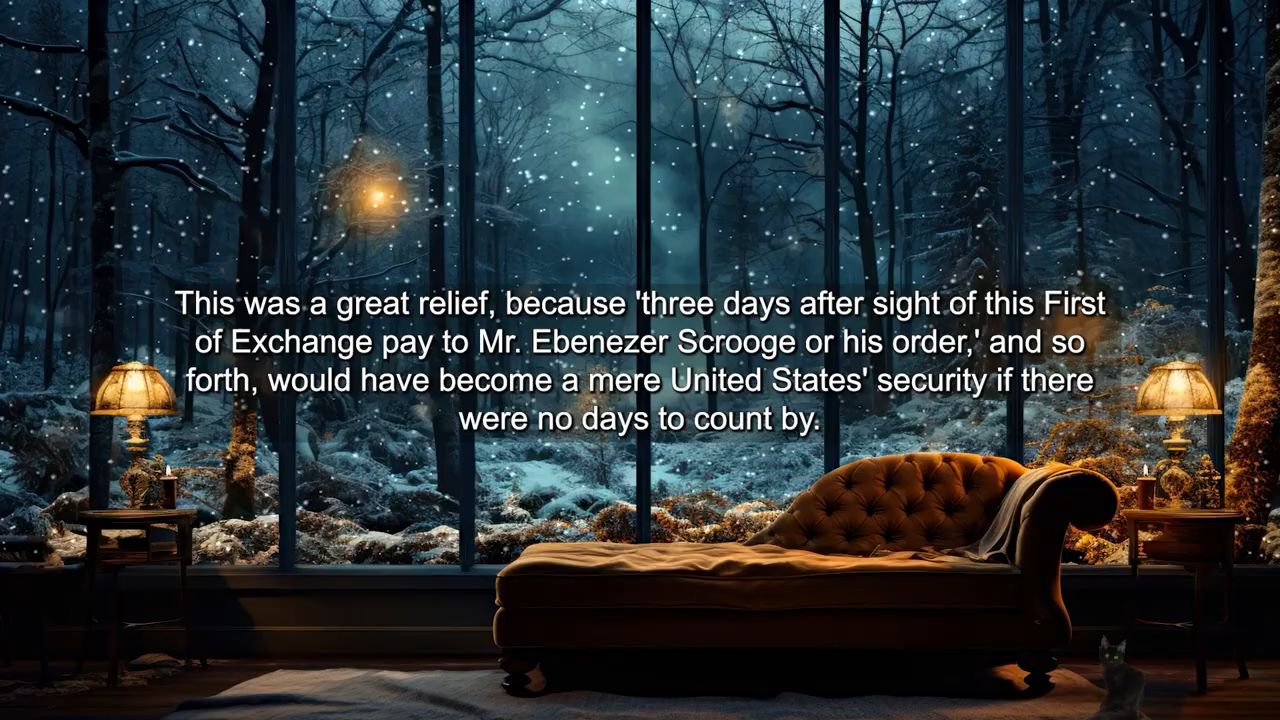 This was a great relief, because 'three days after sight of this First
of Exchange pay to Mr. Ebenezer Scrooge or his order,' and so
forth, would have become a mere United States' security if there
were no days to count by.